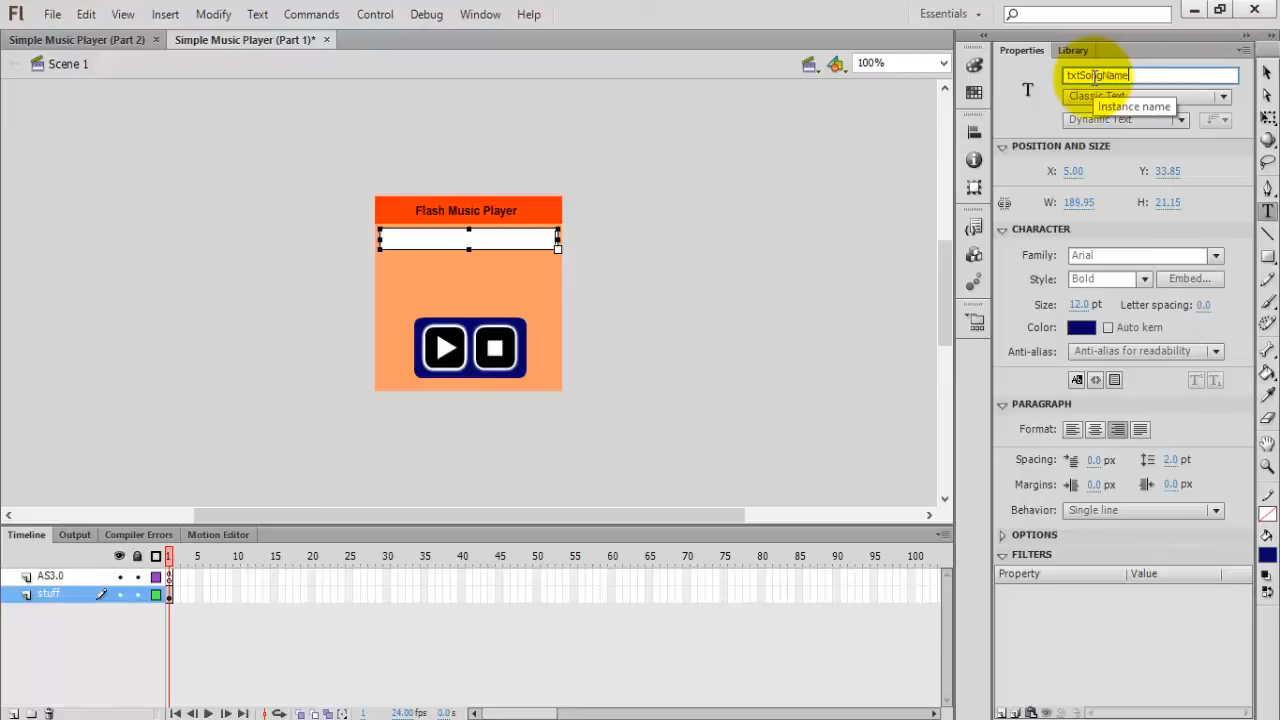 Fl File Edit View Insert Modify Text Commands Control Debug Window Help Essentials
Simple Music Player (Part 2) × Simple Music Player (Part 1)* ×
Properties Library
Scene 1 100%
txtSongName
T
Classic Text
Instance name
Dynamic Text
POSITION AND SIZE
X: 5.00 Y: 33.85
W: 189.95 H: 21.15
Flash Music Player
CHARACTER
Family: Arial
Style: Bold Embed...
Size: 12.0 pt Letter spacing: 0.0
Color: Auto kern
Anti-alias: Anti-alias for readability
PARAGRAPH
Format:
Spacing: 0.0 px 2.0 pt
Margins: 0.0 px 0.0 px
Behavior: Single line
OPTIONS
FILTERS
Property Value
Timeline Output Compiler Errors Motion Editor
1 5 10 15 20 25 30 35 40 45 50 55 60 65 70 75 80 85 90 95 100
AS3.0
stuff
1 24.00 fps 0.0 s